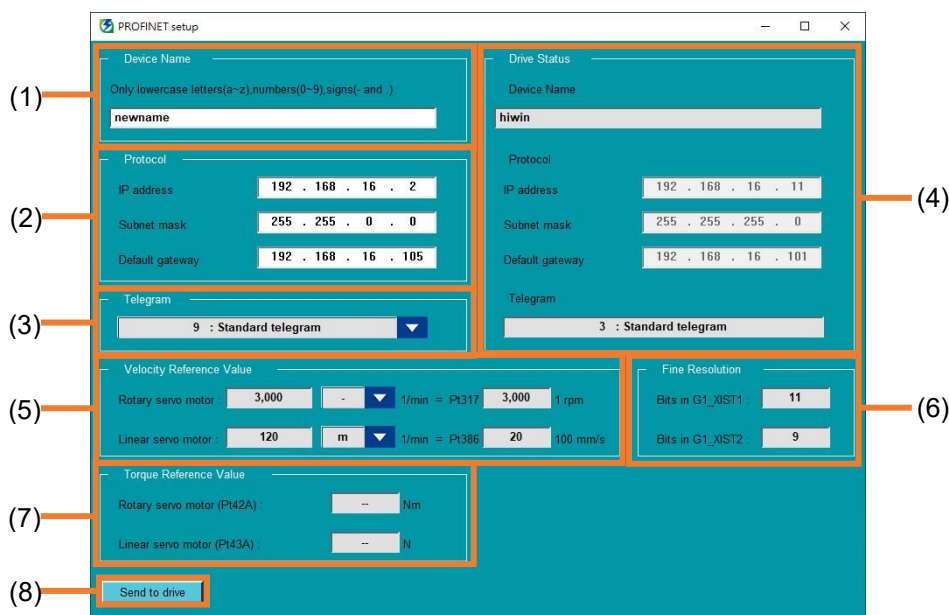 PROFINET setup
(1)
Device Name
Only lowercase letters(a~z),numbers(0~9),signs(- and .)
newname
(2)
Protocol
IP address 192 . 168 . 16 . 2
Subnet mask 255 . 255 . 0 . 0
Default gateway 192 . 168 . 16 . 105
(3)
Telegram
9 : Standard telegram
(4)
Drive Status
Device Name
hiwin
Protocol
IP address 192 . 168 . 16 . 11
Subnet mask 255 . 255 . 255 . 0
Default gateway 192 . 168 . 16 . 101
Telegram
3 : Standard telegram
(5)
Velocity Reference Value
Rotary servo motor : 3,000 - 1/min = Pt317 3,000 1 rpm
Linear servo motor : 120 m 1/min = Pt386 20 100 mm/s
(6)
Fine Resolution
Bits in G1_XIST1 : 11
Bits in G1_XIST2 : 9
(7)
Torque Reference Value
Rotary servo motor (Pt42A) : -- Nm
Linear servo motor (Pt43A) : -- N
(8)
Send to drive